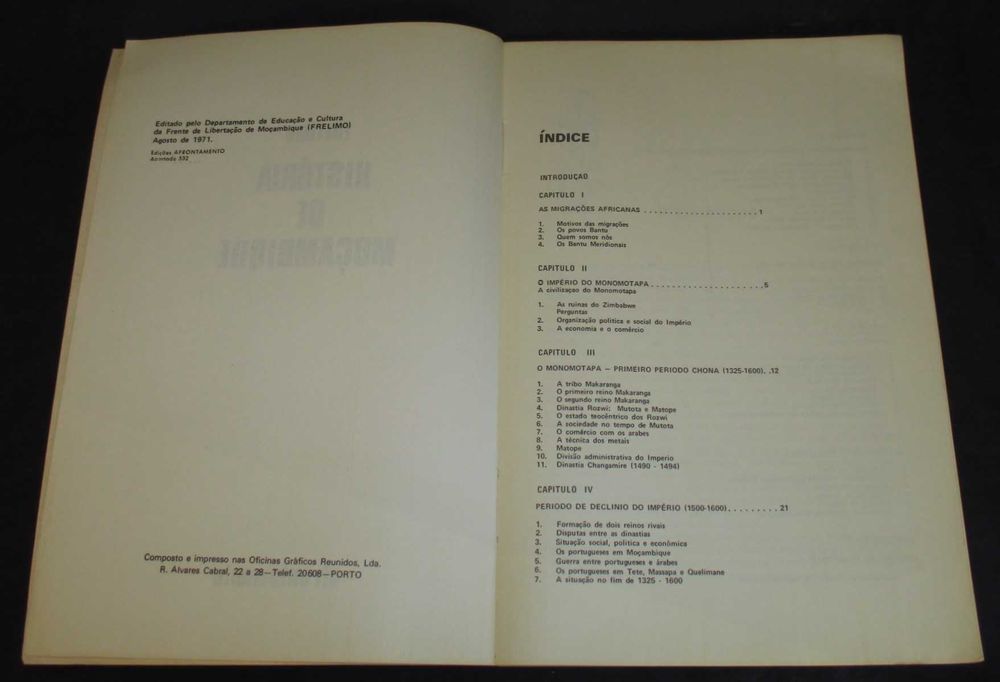 Editado pelo Departamento de Educação e Cultura
da Frente de Libertação de Moçambique (FRELIMO)
Agosto de 1971.
Edições AFRONTAMENTO
Apartado 532
HISTÓRIA
DE
MOÇAMBIQUE
Composto e impresso nas Oficinas Gráficos Reunidos, Lda.
R. Alvares Cabral, 22 a 28—Telef. 20608—PORTO
ÍNDICE
INTRODUÇÃO
CAPITULO I
AS MIGRAÇÕES AFRICANAS . . . . . . . . . . . . . . . . . . . . . . 1
1. Motivos das migrações
2. Os povos Bantu
3. Quem somos nós
4. Os Bantu Meridionais
CAPITULO II
O IMPÉRIO DO MONOMOTAPA . . . . . . . . . . . . . . . . . . . . . 5
A civilizaçao do Monomotapa
1. As ruinas do Zimbabwe
Perguntas
2. Organização politica e social do Império
3. A economia e o comércio
CAPITULO III
O MONOMOTAPA — PRIMEIRO PERIODO CHONA (1325-1600). .12
1. A tribo Makaranga
2. O primeiro reino Makaranga
3. O segundo reino Makaranga
4. Dinastia Rozwi: Mutota e Matope
5. O estado teocêntrico dos Rozwi
6. A sociedade no tempo de Mutota
7. O comércio com os arabes
8. A técnica dos metais
9. Matope
10. Divisão administrativa do Imperio
11. Dinastia Changamire (1490 - 1494)
CAPITULO IV
PERIODO DE DECLINIO DO IMPÉRIO (1500-1600). . . . . . . . . 21
1. Formação de dois reinos rivais
2. Disputas entre as dinastias
3. Situação social, politica e econômica
4. Os portugueses em Moçambique
5. Guerra entre portugueses e árabes
6. Os portugueses em Tete, Massapa e Quelimane
7. A situação no fim de 1325 - 1600